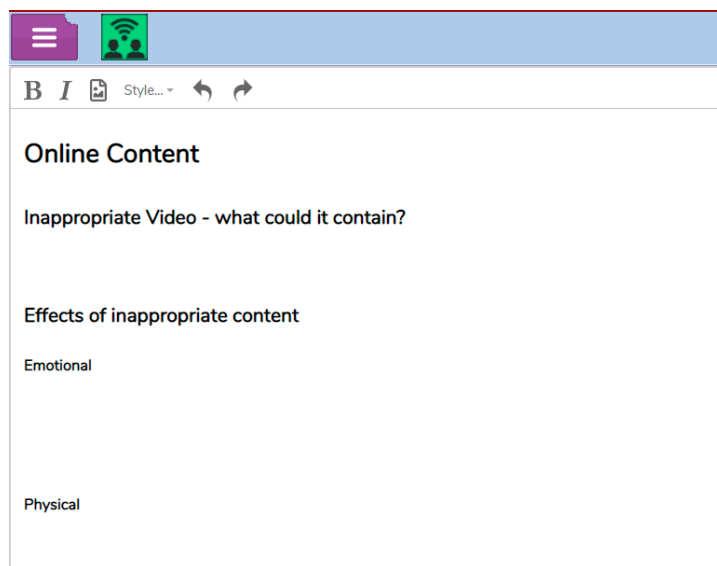 B I Style...
Online Content
Inappropriate Video - what could it contain?
Effects of inappropriate content
Emotional
Physical